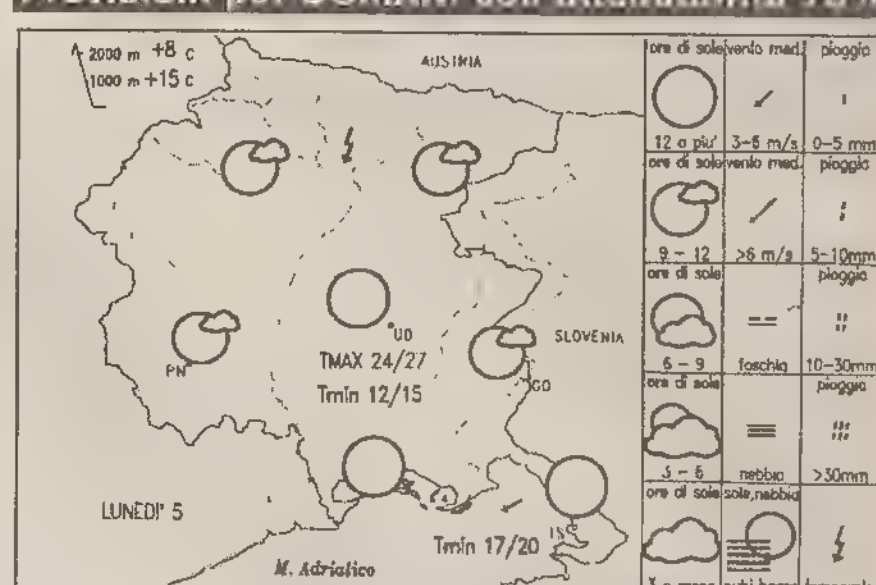 2000 m +8 c
1000 m +15 c
AUSTRIA
UD
SLOVENIA
PN
TMAX 24/27
Tmin 12/15
GO
LUNEDI' 5
Tmin 17/20
TS
M. Adriatico
ore di sole vento med. pioggia
12 o piu' 3-6 m/s 0-5 mm
ore di sole vento med. pioggia
9 - 12 >6 m/s 5-10mm
ore di sole pioggia
6 - 9 foschia 10-30mm
ore di sole pioggia
3 - 6 nebbia >30mm
ore di sole sole,nebbia